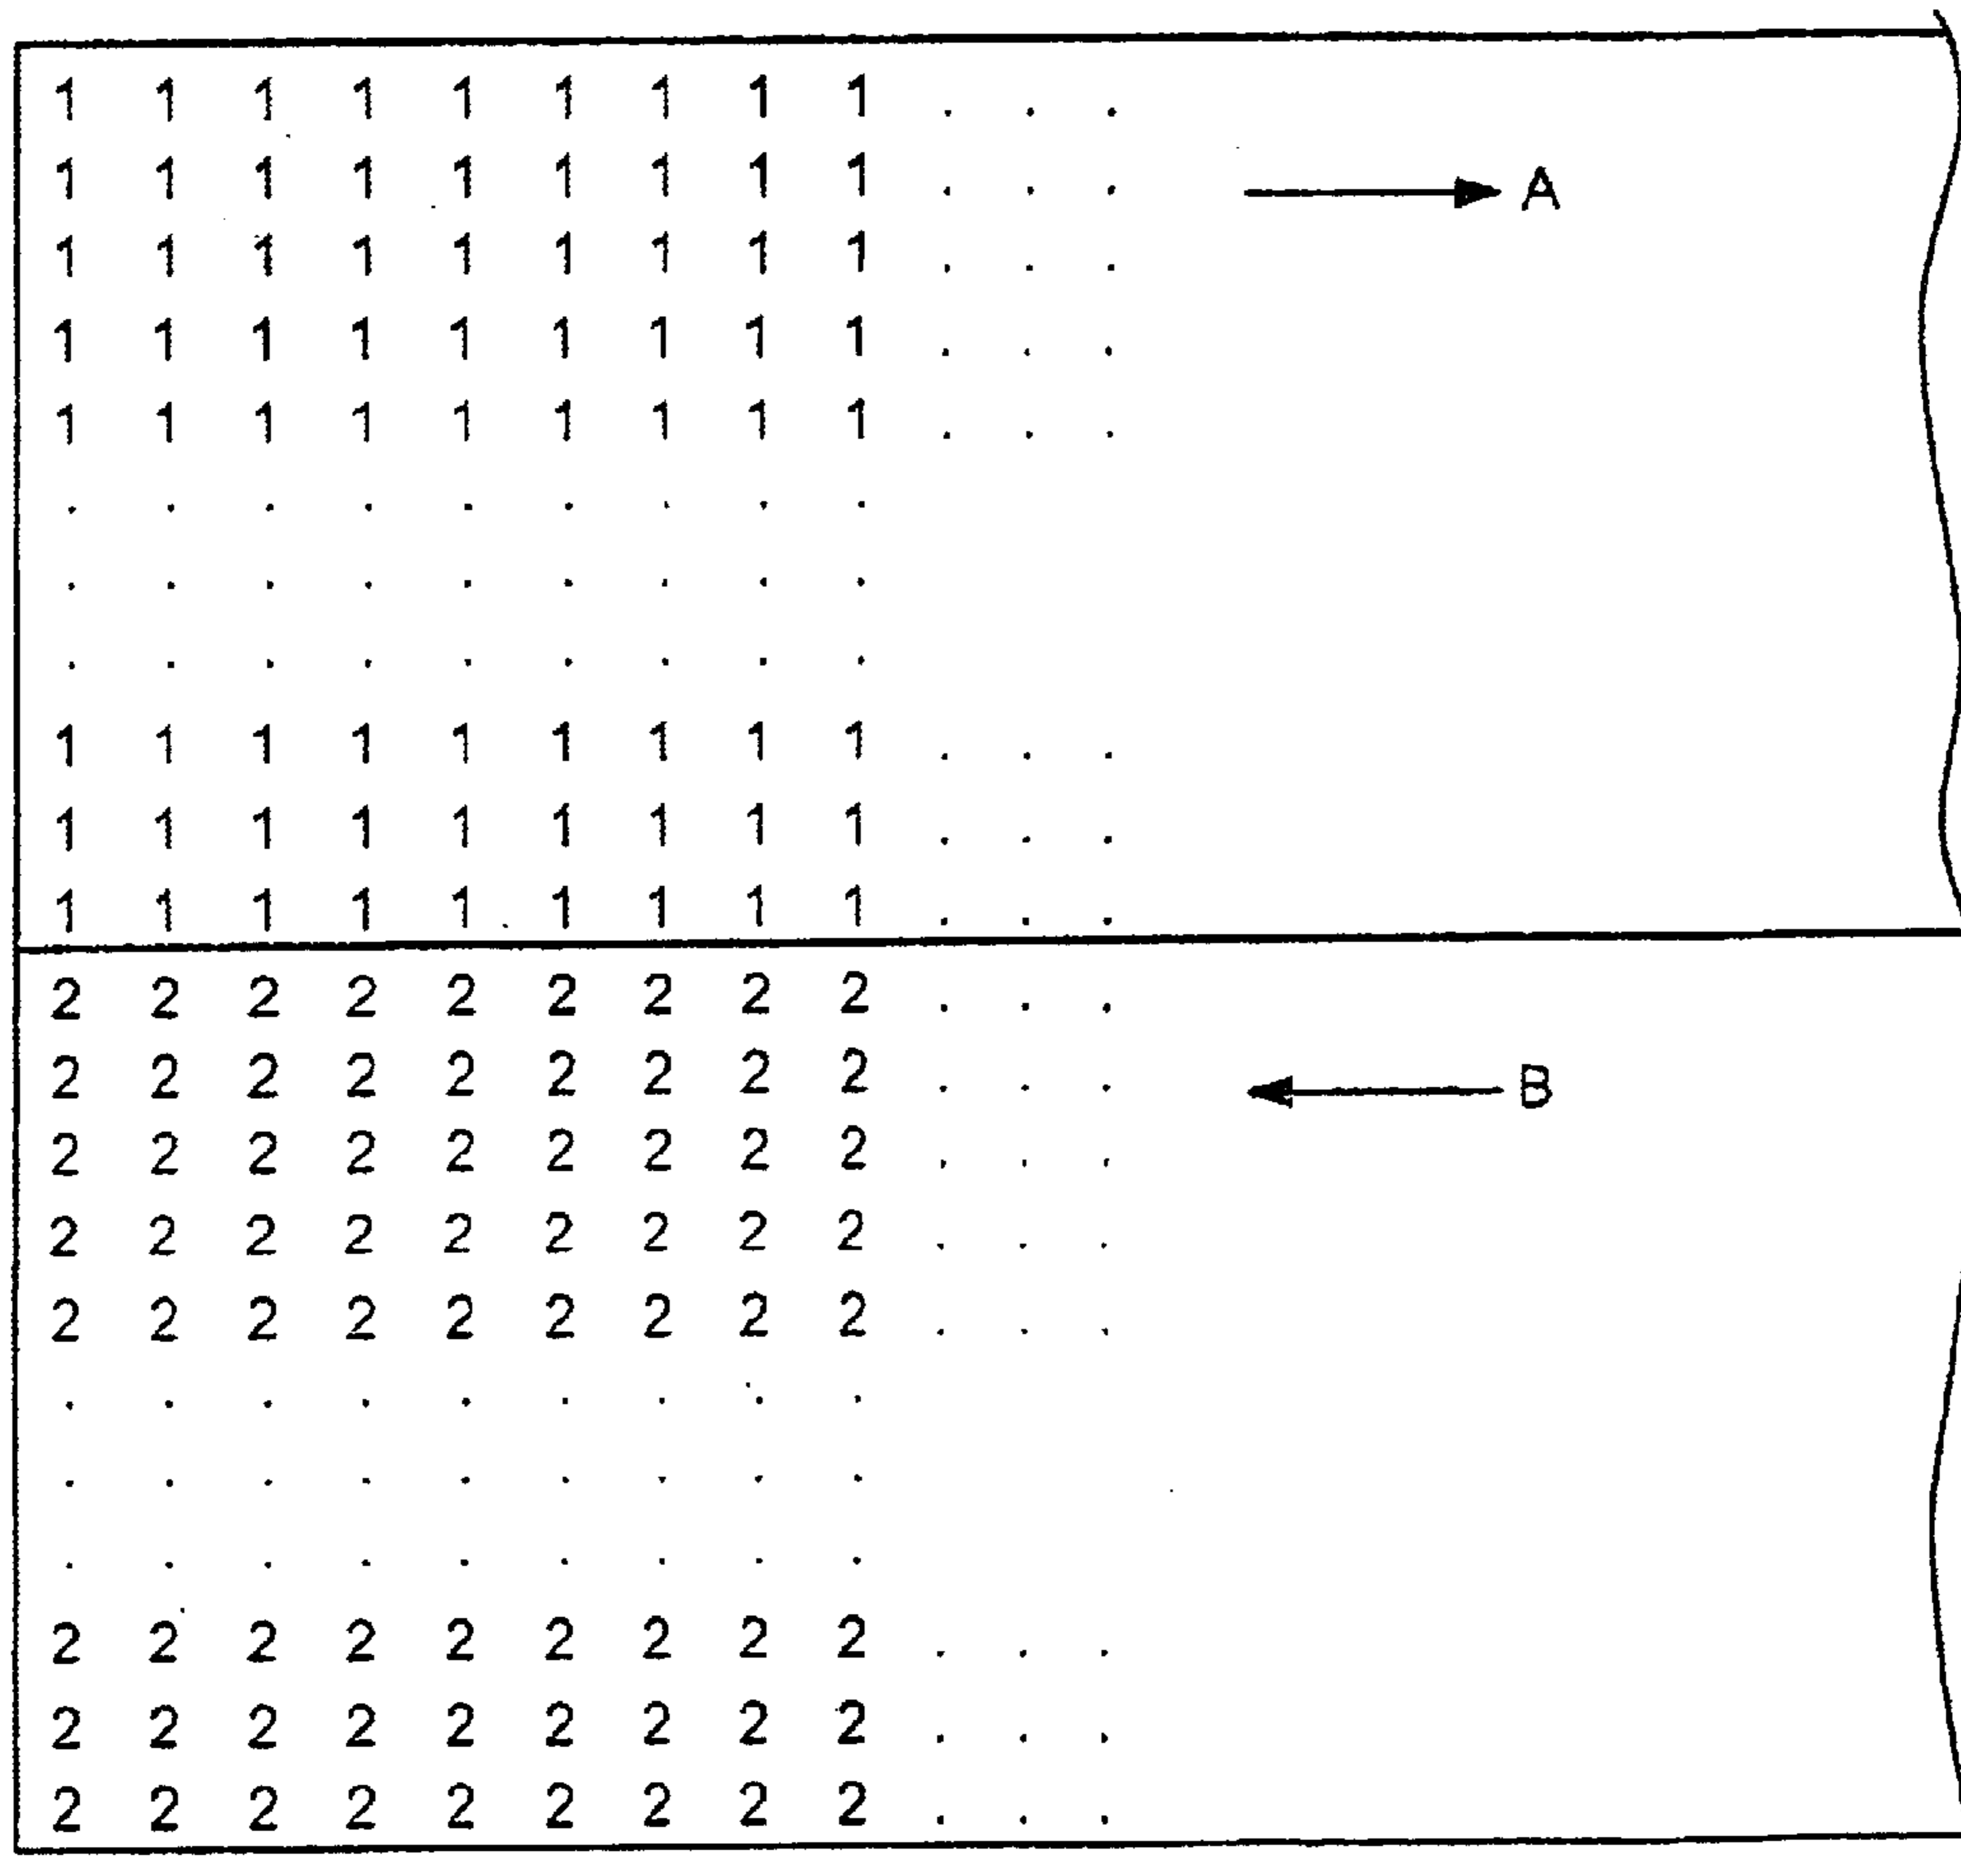 1 1 1 1 1 1 1 1 1 . . .
1 1 1 1 1 1 1 1 1 . . . A
1 1 1 1 1 1 1 1 1 . . .
1 1 1 1 1 1 1 1 1 . . .
1 1 1 1 1 1 1 1 1 . . .
. . . . . . . . .
. . . . . . . . .
. . . . . . . . .
1 1 1 1 1 1 1 1 1 . . .
1 1 1 1 1 1 1 1 1 . . .
1 1 1 1 1 1 1 1 1 . . .
2 2 2 2 2 2 2 2 2 . . .
2 2 2 2 2 2 2 2 2 . . . B
2 2 2 2 2 2 2 2 2 . . .
2 2 2 2 2 2 2 2 2 . . .
2 2 2 2 2 2 2 2 2 . . .
. . . . . . . . .
. . . . . . . . .
. . . . . . . . .
2 2 2 2 2 2 2 2 2 . . .
2 2 2 2 2 2 2 2 2 . . .
2 2 2 2 2 2 2 2 2 . . .